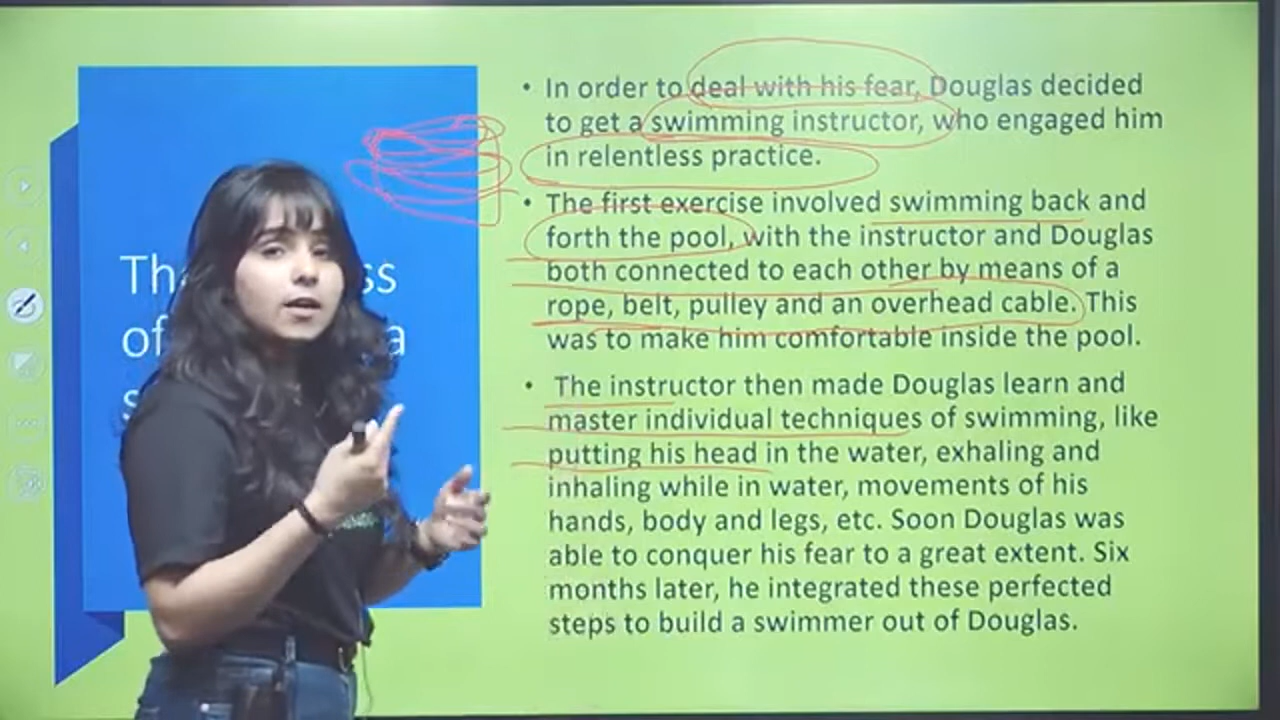 of
a
• In order to deal with his fear, Douglas decided
to get a swimming instructor, who engaged him
in relentless practice.
• The first exercise involved swimming back and
forth the pool, with the instructor and Douglas
both connected to each other by means of a
rope, belt, pulley and an overhead cable. This
was to make him comfortable inside the pool.
• The instructor then made Douglas learn and
master individual techniques of swimming, like
putting his head in the water, exhaling and
inhaling while in water, movements of his
hands, body and legs, etc. Soon Douglas was
able to conquer his fear to a great extent. Six
months later, he integrated these perfected
steps to build a swimmer out of Douglas.